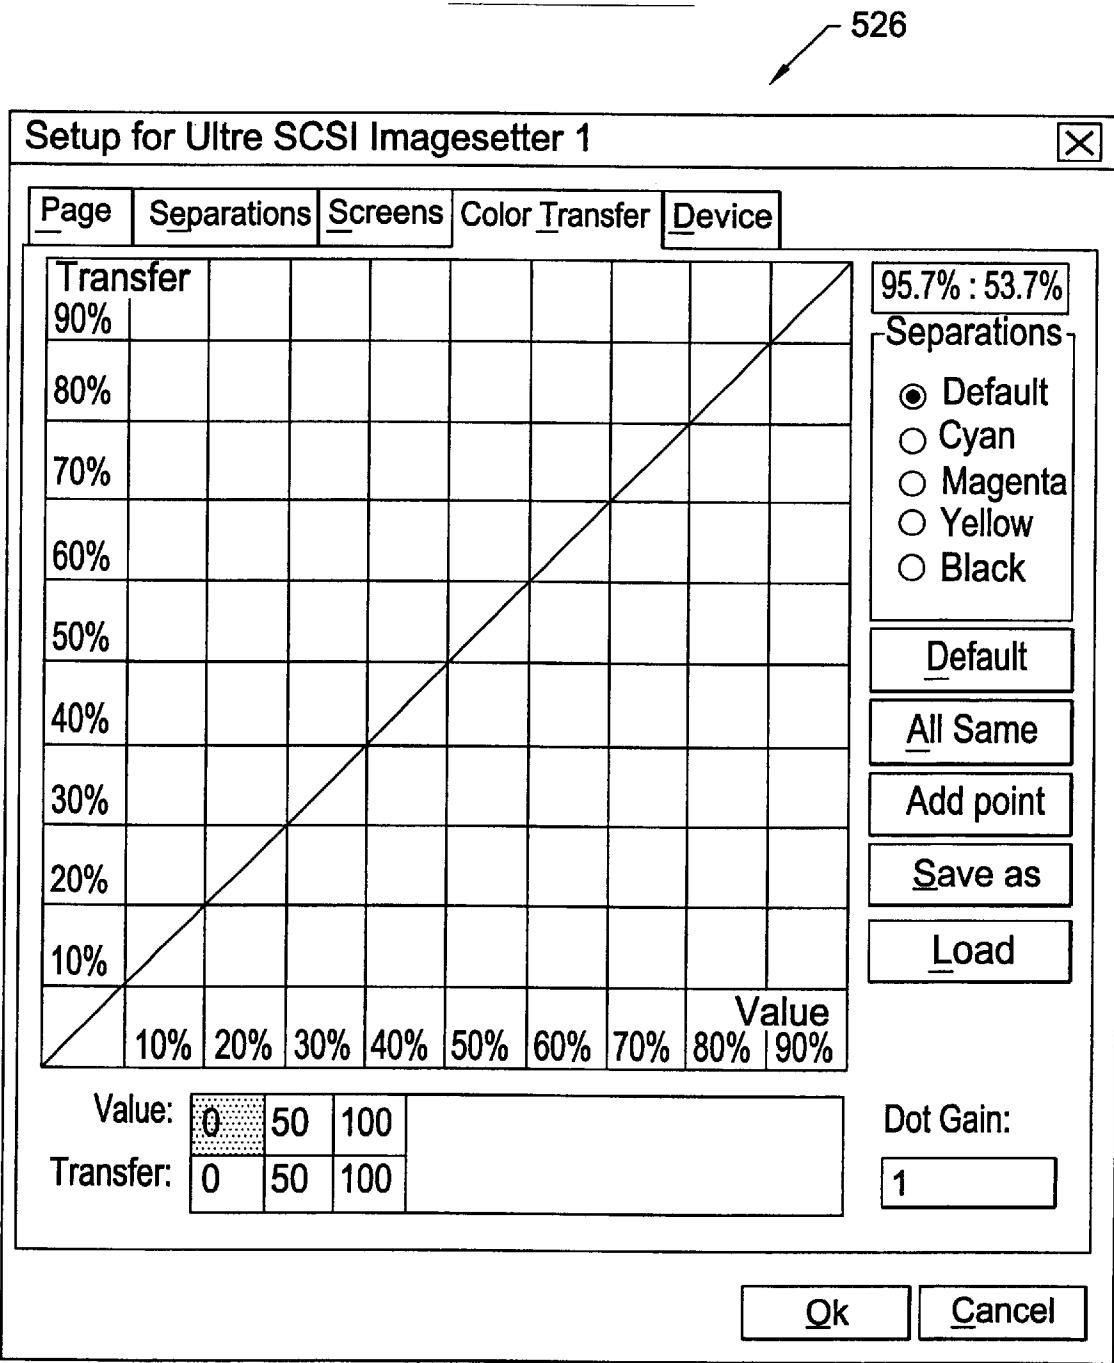 526
Setup for Ultre SCSI Imagesetter 1
Page Separations Screens Color Transfer Device
Transfer
95.7% : 53.7%
90%
Separations
80%
Default
Cyan
70%
Magenta
Yellow
60%
Black
50%
Default
40%
All Same
30%
Add point
20%
Save as
10%
Load
Value
10% 20% 30% 40% 50% 60% 70% 80% 90%
Value: 0 50 100
Dot Gain:
Transfer: 0 50 100
1
Ok Cancel